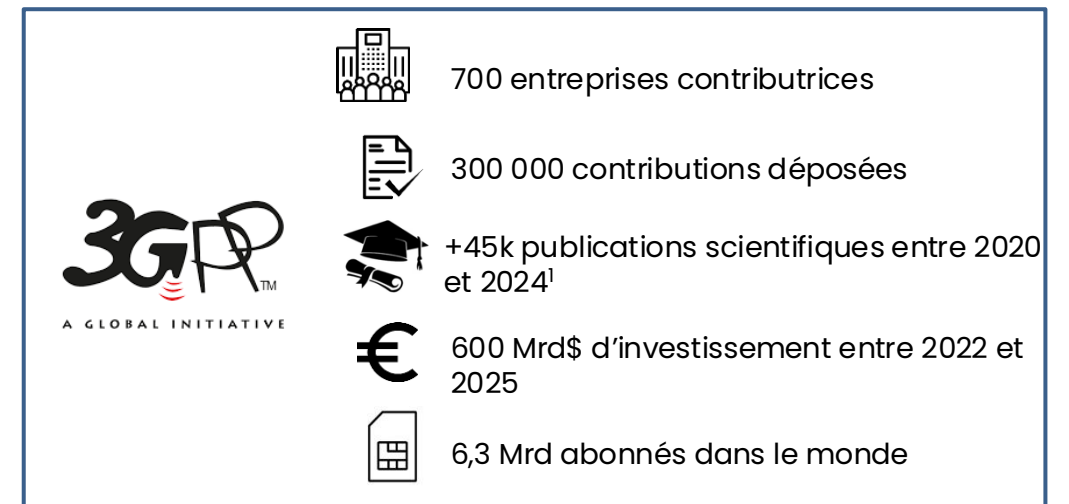 700 entreprises contributrices
300 000 contributions déposées
3GPP
TM
A GLOBAL INITIATIVE
+45k publications scientifiques entre 2020
et 2024¹
600 Mrd$ d’investissement entre 2022 et
2025
6,3 Mrd abonnés dans le monde